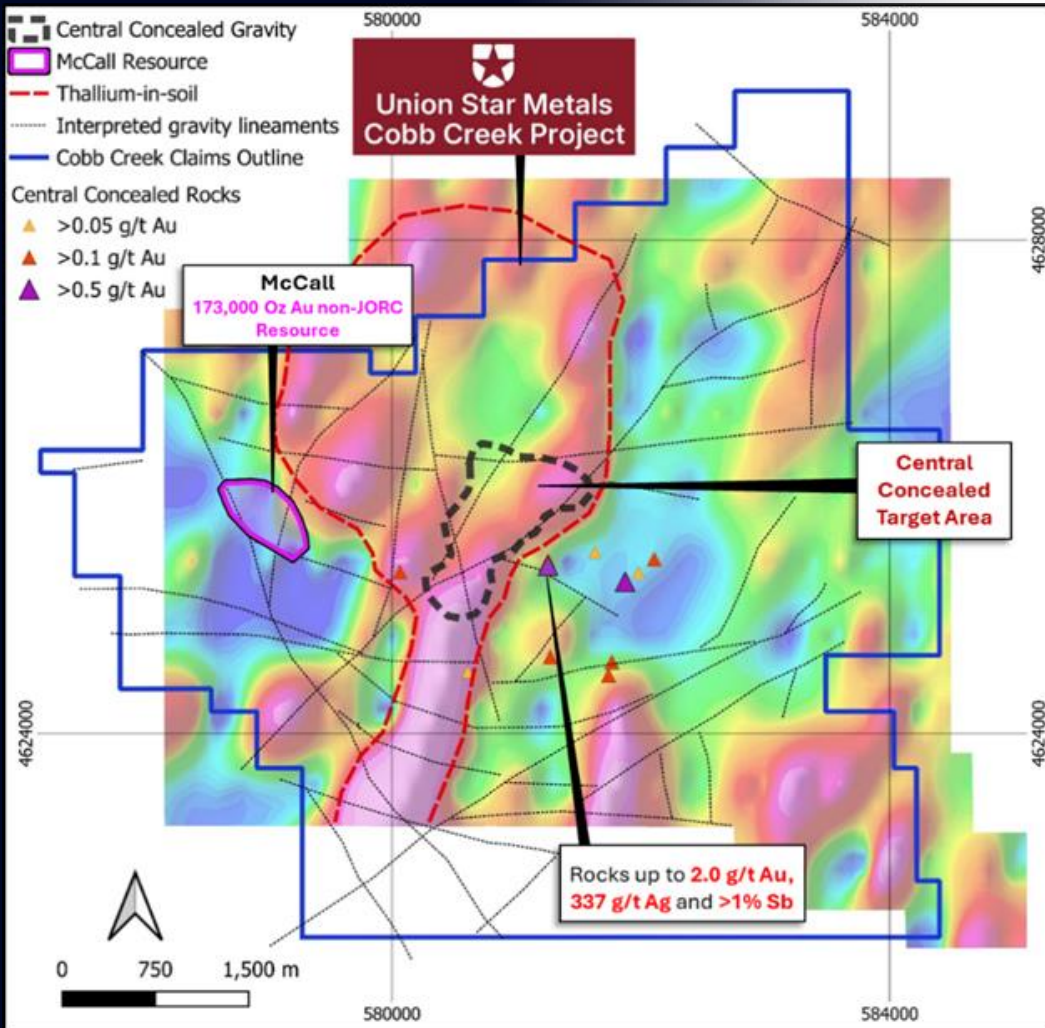 580000
584000
Central Concealed Gravity
McCall Resource
Thallium-in-soil
Interpreted gravity lineaments
Cobb Creek Claims Outline
Central Concealed Rocks
>0.05 g/t Au
>0.1 g/t Au
>0.5 g/t Au
Union Star Metals
Cobb Creek Project
4628000
McCall
173,000 Oz Au non-JORC
Resource
Central
Concealed
Target Area
4624000
4624000
Rocks up to 2.0 g/t Au,
337 g/t Ag and >1% Sb
0 750 1,500 m
580000
584000